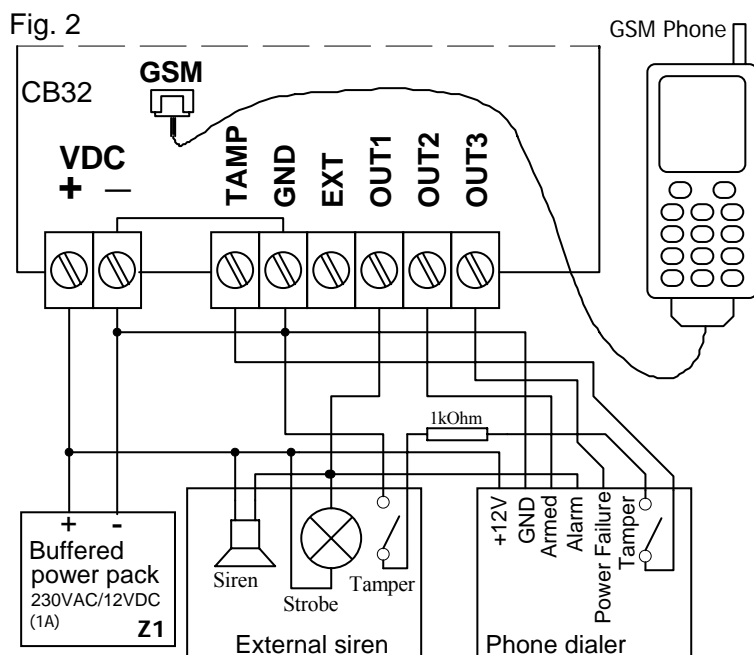 Fig. 2
GSM Phone
CB32
GSM
VDC
+ −
TAMP
GND
EXT
OUT1
OUT2
OUT3
1kOhm
+ -
Buffered
power pack
230VAC/12VDC
(1A)
Z1
Siren
Strobe
Tamper
External siren
+12V
GND
Armed
Alarm
Power Failure
Tamper
Phone dialer